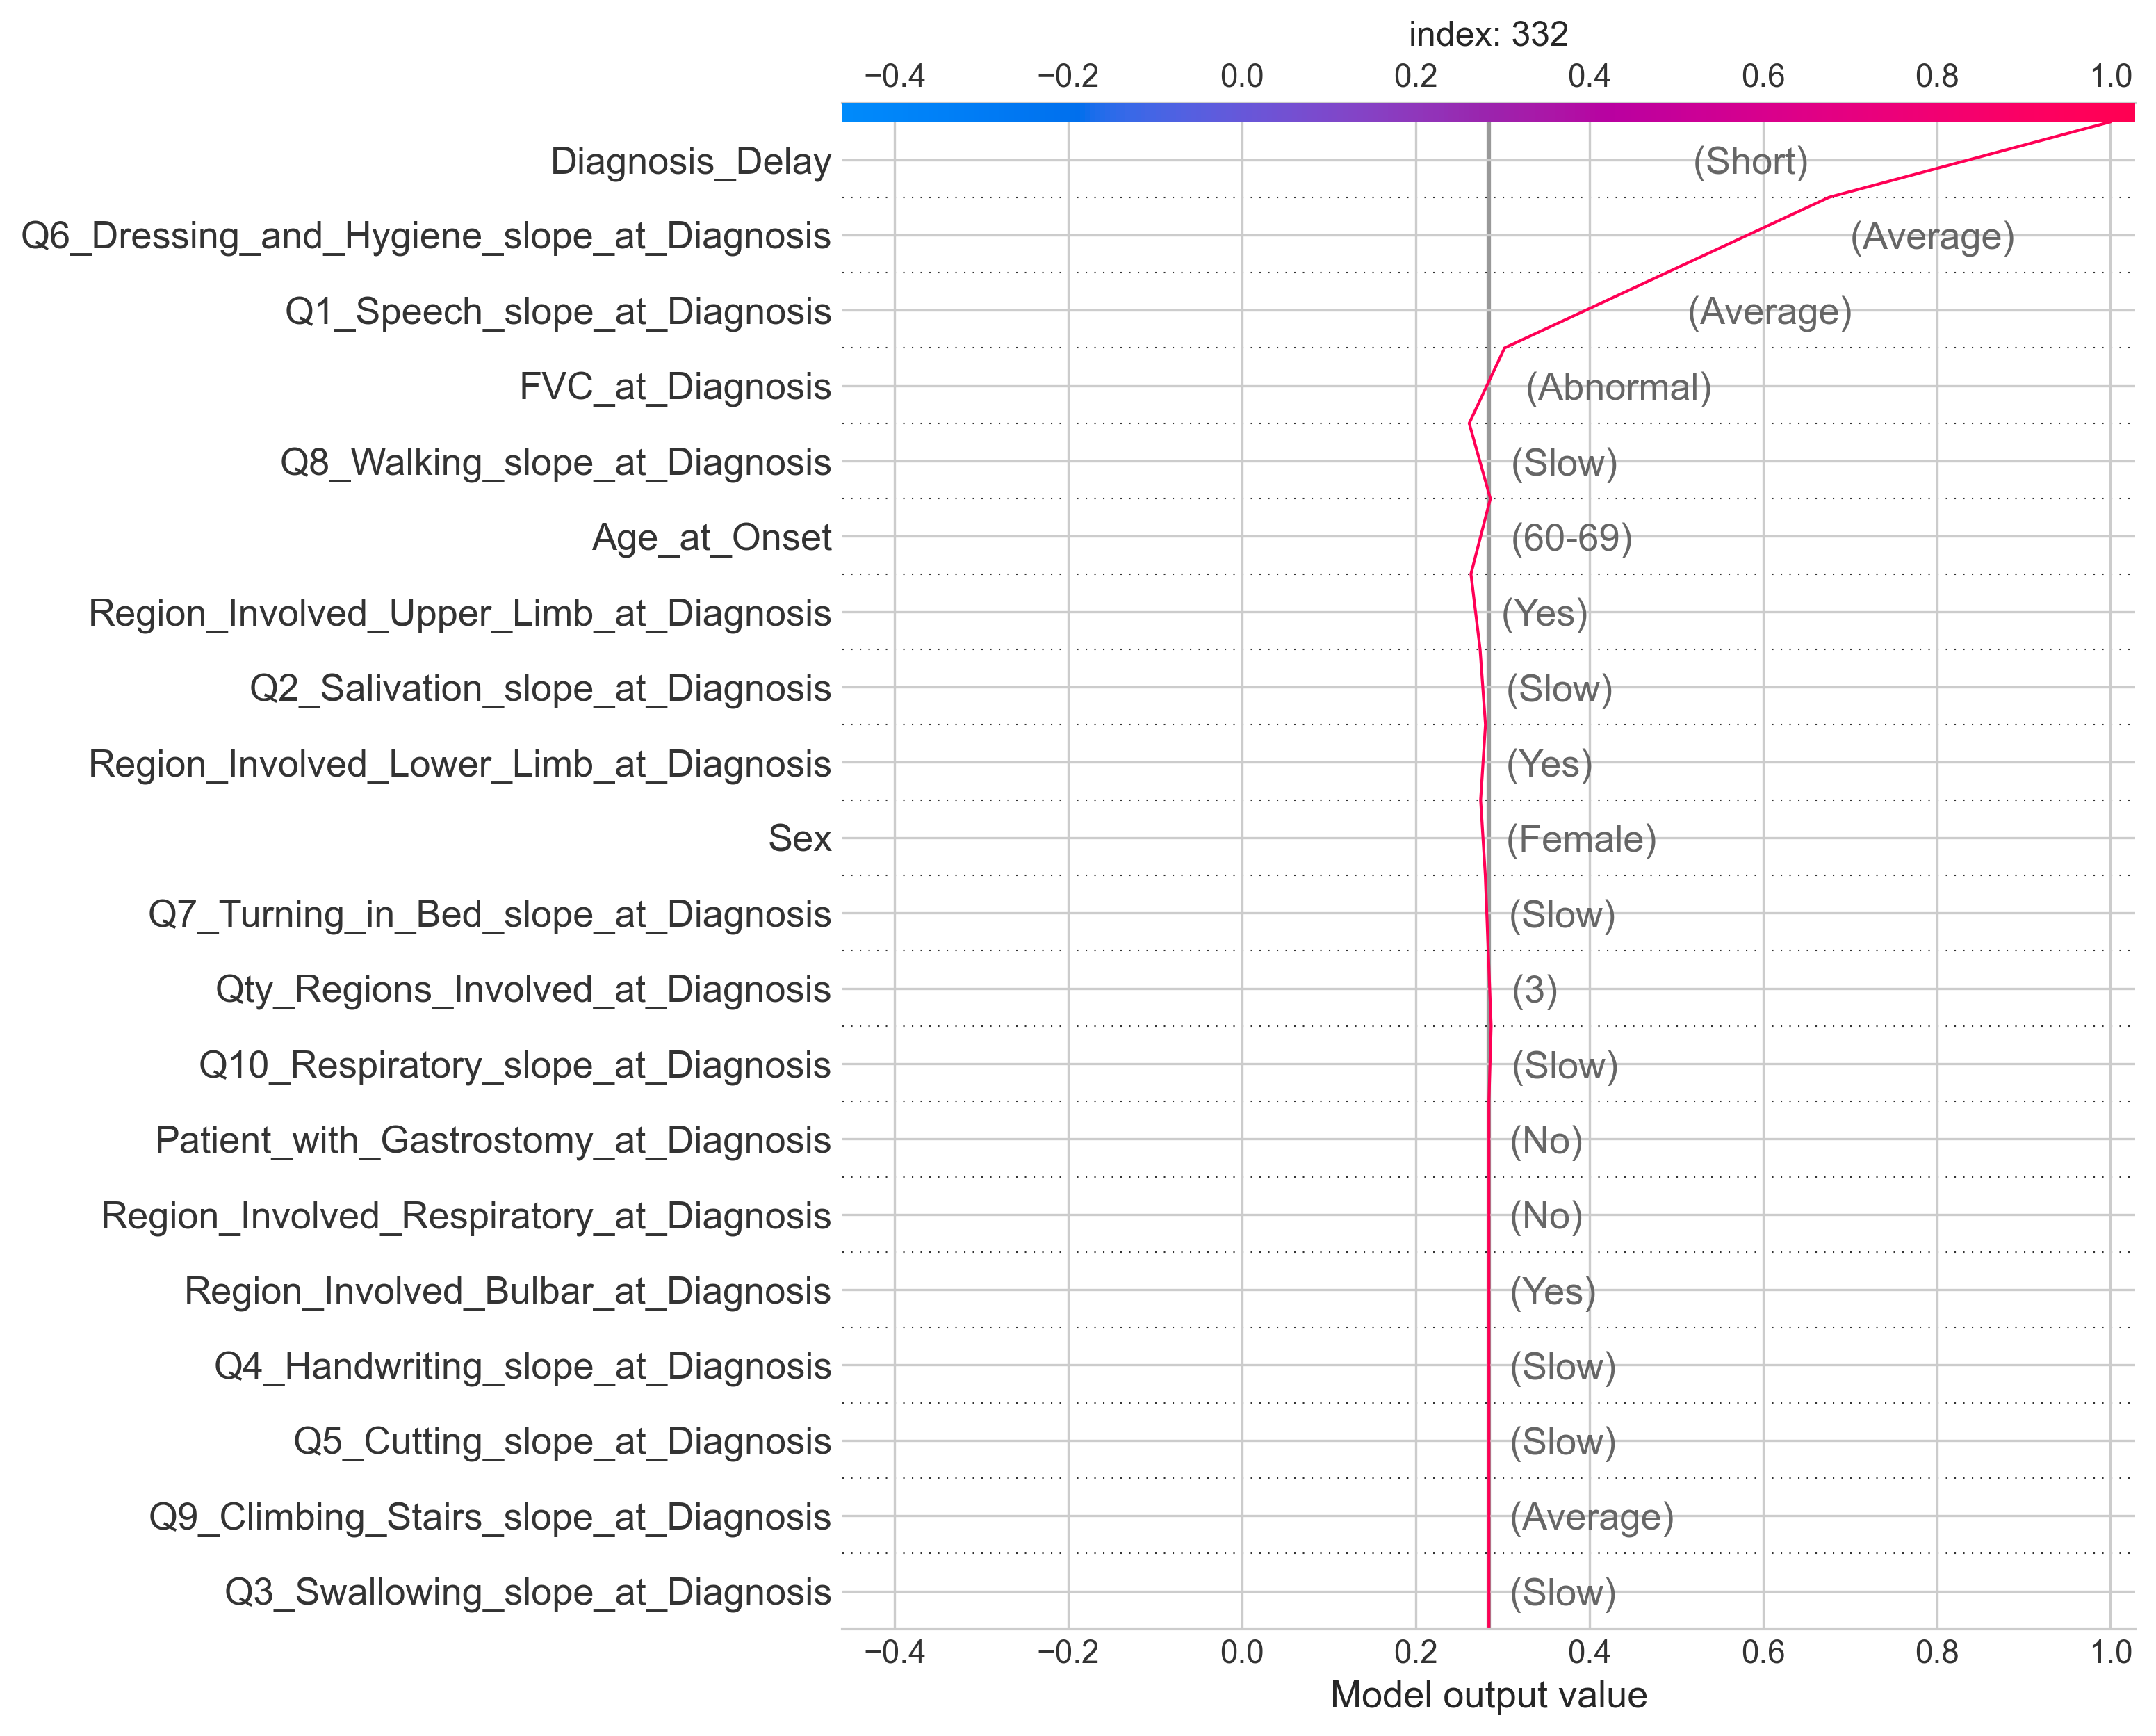 index: 332
−0.4 −0.2 0.0 0.2 0.4 0.6 0.8 1.0
Diagnosis_Delay (Short)
Q6_Dressing_and_Hygiene_slope_at_Diagnosis (Average)
Q1_Speech_slope_at_Diagnosis (Average)
FVC_at_Diagnosis (Abnormal)
Q8_Walking_slope_at_Diagnosis (Slow)
Age_at_Onset (60-69)
Region_Involved_Upper_Limb_at_Diagnosis (Yes)
Q2_Salivation_slope_at_Diagnosis (Slow)
Region_Involved_Lower_Limb_at_Diagnosis (Yes)
Sex (Female)
Q7_Turning_in_Bed_slope_at_Diagnosis (Slow)
Qty_Regions_Involved_at_Diagnosis (3)
Q10_Respiratory_slope_at_Diagnosis (Slow)
Patient_with_Gastrostomy_at_Diagnosis (No)
Region_Involved_Respiratory_at_Diagnosis (No)
Region_Involved_Bulbar_at_Diagnosis (Yes)
Q4_Handwriting_slope_at_Diagnosis (Slow)
Q5_Cutting_slope_at_Diagnosis (Slow)
Q9_Climbing_Stairs_slope_at_Diagnosis (Average)
Q3_Swallowing_slope_at_Diagnosis (Slow)
−0.4 −0.2 0.0 0.2 0.4 0.6 0.8 1.0
Model output value